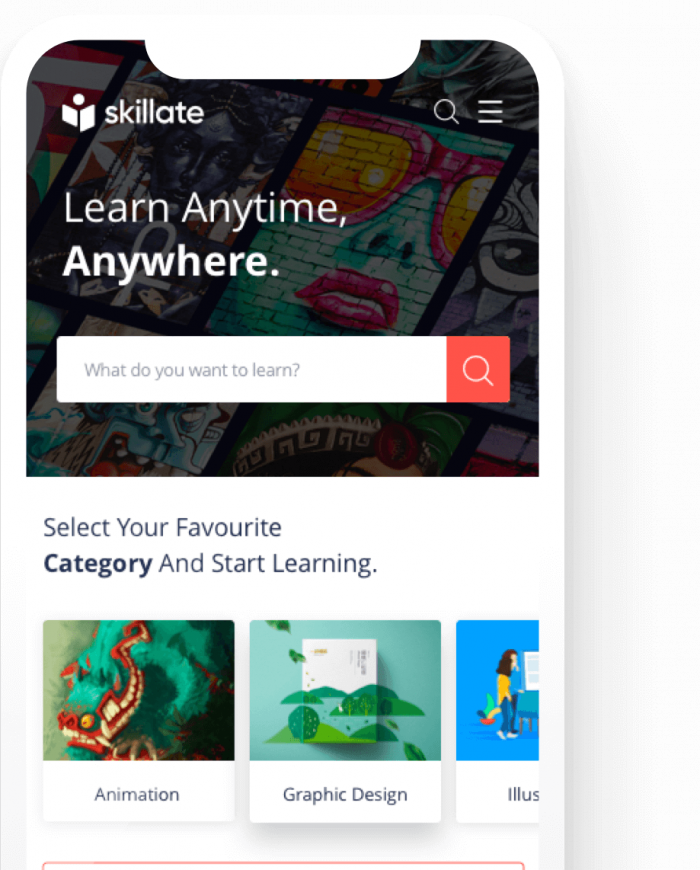 skillate
Learn Anytime,
Anywhere.
What do you want to learn?
Select Your Favourite
Category And Start Learning.
Animation
Graphic Design
Illus